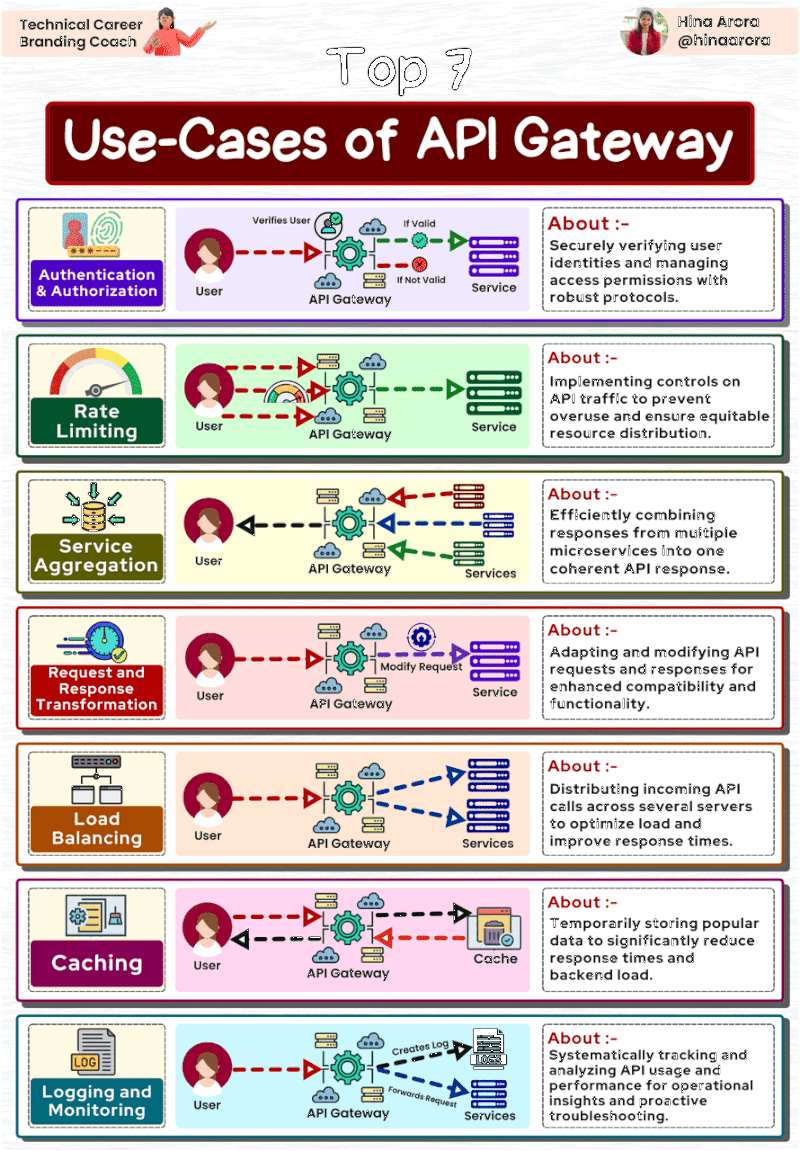 Technical Career
Branding Coach
Hina Arora
@hinaarora
Top 7
Use-Cases of API Gateway
Authentication
& Authorization
Verifies User
If Valid
If Not Valid
User
API Gateway
Service
About :-
Securely verifying user
identities and managing
access permissions with
robust protocols.
Rate
Limiting
User
API Gateway
Service
About :-
Implementing controls on
API traffic to prevent
overuse and ensure equitable
resource distribution.
Service
Aggregation
User
API Gateway
Services
About :-
Efficiently combining
responses from multiple
microservices into one
coherent API response.
Request and
Response
Transformation
User
API Gateway
Modify Request
Service
About :-
Adapting and modifying API
requests and responses for
enhanced compatibility and
functionality.
Load
Balancing
User
API Gateway
Services
About :-
Distributing incoming API
calls across several servers
to optimize load and
improve response times.
Caching
User
API Gateway
Cache
About :-
Temporarily storing popular
data to significantly reduce
response times and
backend load.
LOG
Logging and
Monitoring
User
API Gateway
Creates Log
Forwards Request
LOGS
Services
About :-
Systematically tracking and
analyzing API usage and
performance for operational
insights and proactive
troubleshooting.